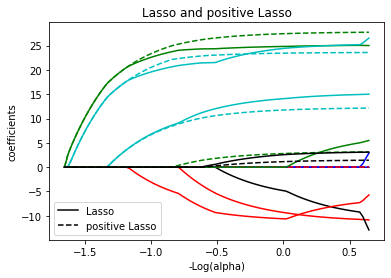 Lasso and positive Lasso
coefficients
25
20
15
10
5
0
−5
−10
Lasso
positive Lasso
−1.5
−1.0
−0.5
0.0
0.5
-Log(alpha)